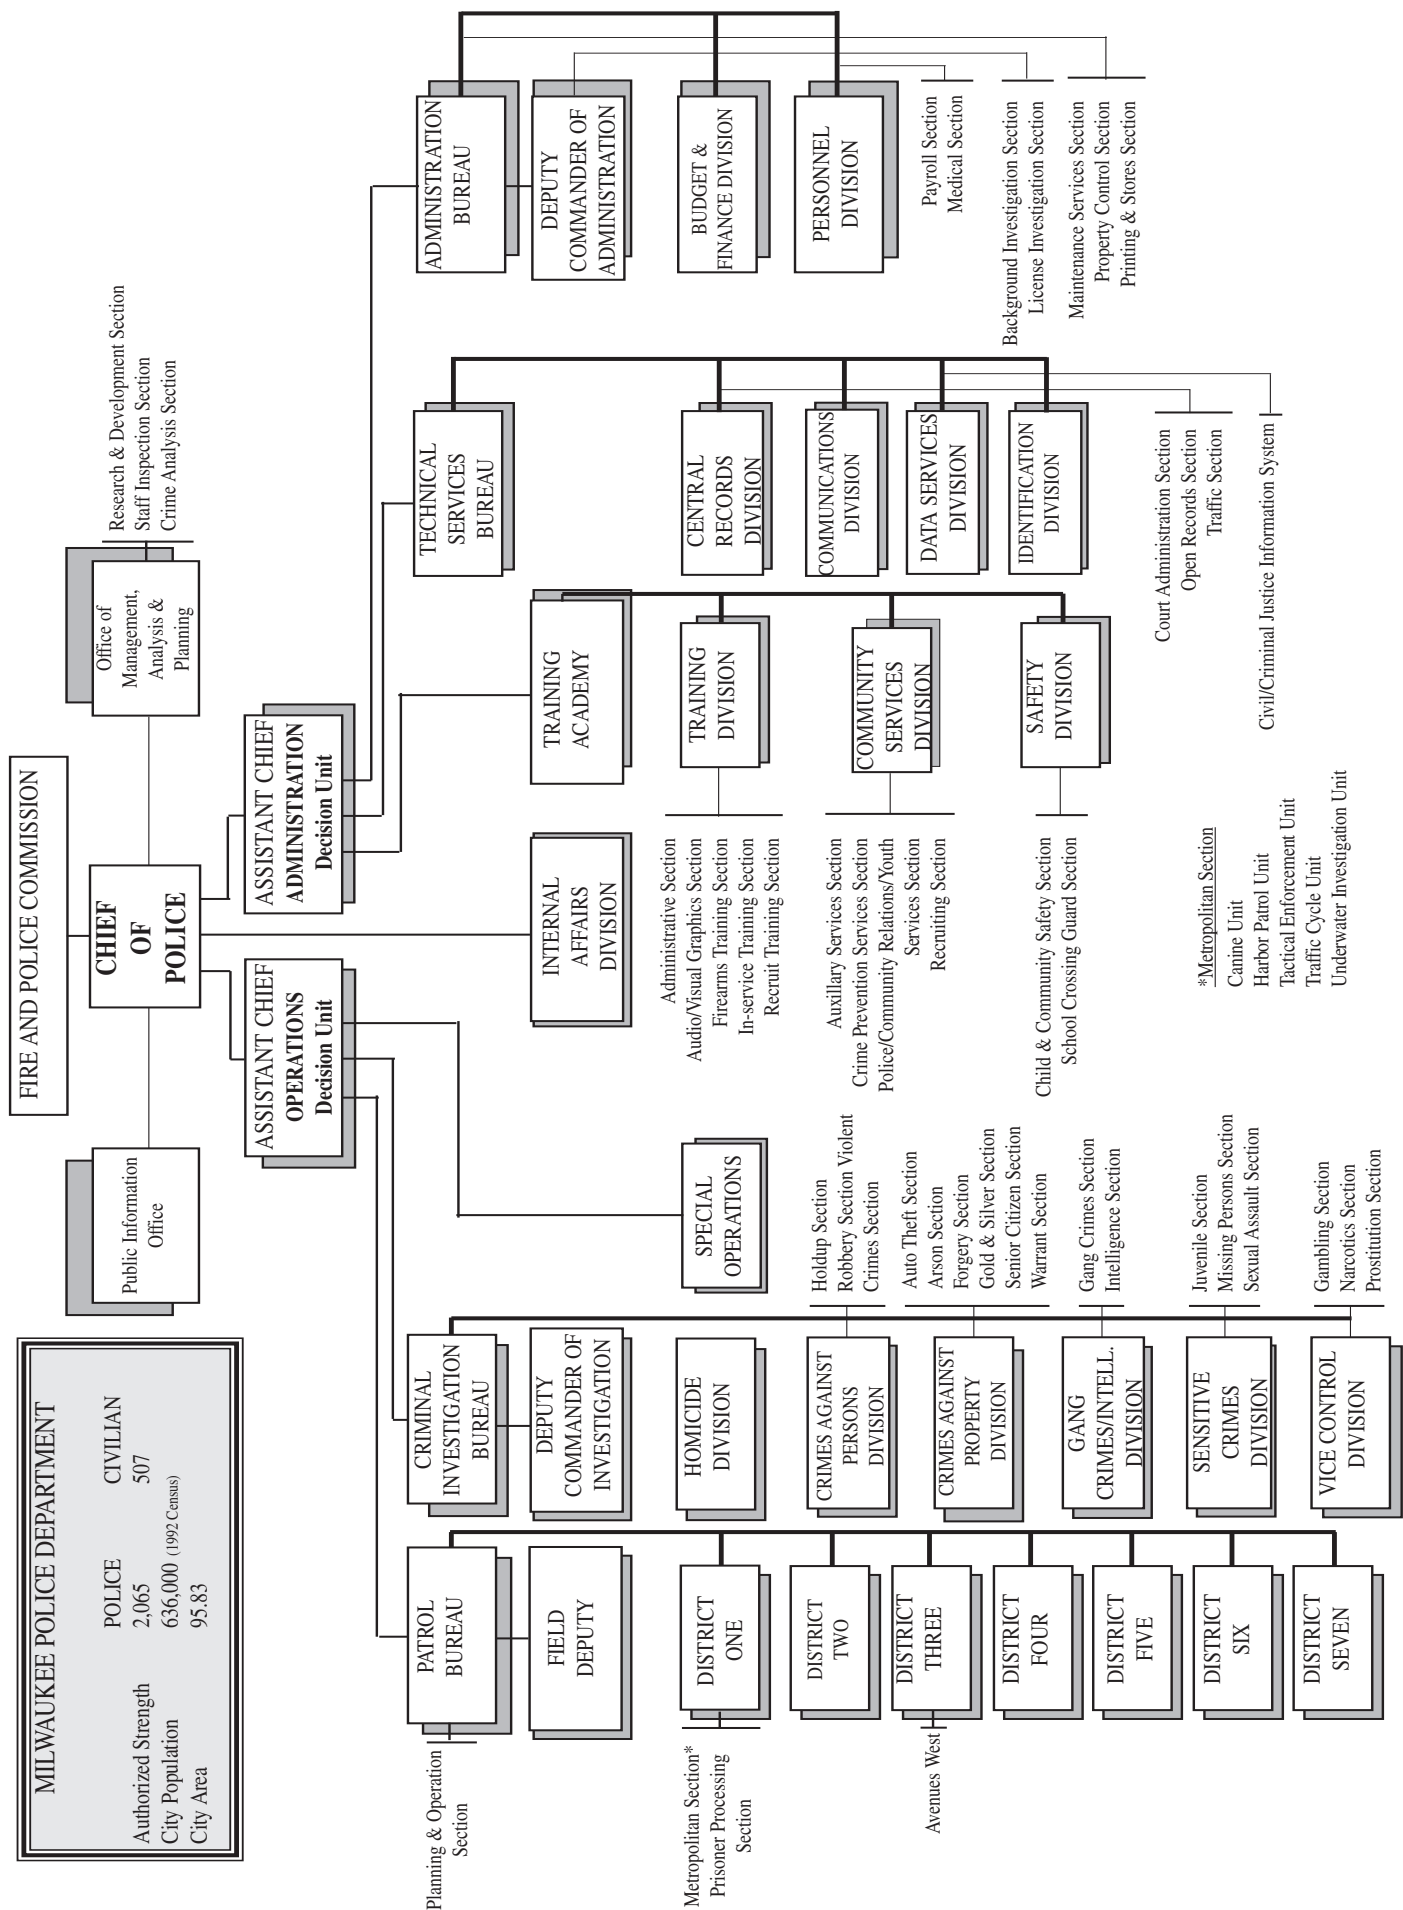 MILWAUKEE POLICE DEPARTMENT
POLICE CIVILIAN
Authorized Strength 2,065 507
City Population 636,000 (1992 Census)
City Area 95.83
FIRE AND POLICE COMMISSION
CHIEF
OF
POLICE
Public Information
Office
Office of
Management,
Analysis &
Planning
Research & Development Section
Staff Inspection Section
Crime Analysis Section
ASSISTANT CHIEF
OPERATIONS
Decision Unit
ASSISTANT CHIEF
ADMINISTRATION
Decision Unit
PATROL
BUREAU
Planning & Operation
Section
FIELD
DEPUTY
DISTRICT
ONE
Metropolitan Section*
Prisoner Processing
Section
DISTRICT
TWO
DISTRICT
THREE
Avenues West
DISTRICT
FOUR
DISTRICT
FIVE
DISTRICT
SIX
DISTRICT
SEVEN
CRIMINAL
INVESTIGATION
BUREAU
DEPUTY
COMMANDER OF
INVESTIGATION
HOMICIDE
DIVISION
CRIMES AGAINST
PERSONS
DIVISION
Holdup Section
Robbery Section Violent
Crimes Section
CRIMES AGAINST
PROPERTY
DIVISION
Auto Theft Section
Arson Section
Forgery Section
Gold & Silver Section
Senior Citizen Section
Warrant Section
GANG
CRIMES/INTELL.
DIVISION
Gang Crimes Section
Intelligence Section
SENSITIVE
CRIMES
DIVISION
Juvenile Section
Missing Persons Section
Sexual Assault Section
VICE CONTROL
DIVISION
Gambling Section
Narcotics Section
Prostitution Section
SPECIAL
OPERATIONS
INTERNAL
AFFAIRS
DIVISION
TRAINING
ACADEMY
TRAINING
DIVISION
Administrative Section
Audio/Visual Graphics Section
Firearms Training Section
In-service Training Section
Recruit Training Section
COMMUNITY
SERVICES
DIVISION
Auxillary Services Section
Crime Prevention Services Section
Police/Community Relations/Youth
Services Section
Recruiting Section
SAFETY
DIVISION
Child & Community Safety Section
School Crossing Guard Section
*Metropolitan Section
Canine Unit
Harbor Patrol Unit
Tactical Enforcement Unit
Traffic Cycle Unit
Underwater Investigation Unit
TECHNICAL
SERVICES
BUREAU
CENTRAL
RECORDS
DIVISION
COMMUNICATIONS
DIVISION
DATA SERVICES
DIVISION
IDENTIFICATION
DIVISION
Court Administration Section
Open Records Section
Traffic Section
Civil/Criminal Justice Information System
ADMINISTRATION
BUREAU
DEPUTY
COMMANDER OF
ADMINISTRATION
BUDGET &
FINANCE DIVISION
PERSONNEL
DIVISION
Payroll Section
Medical Section
Background Investigation Section
License Investigation Section
Maintenance Services Section
Property Control Section
Printing & Stores Section